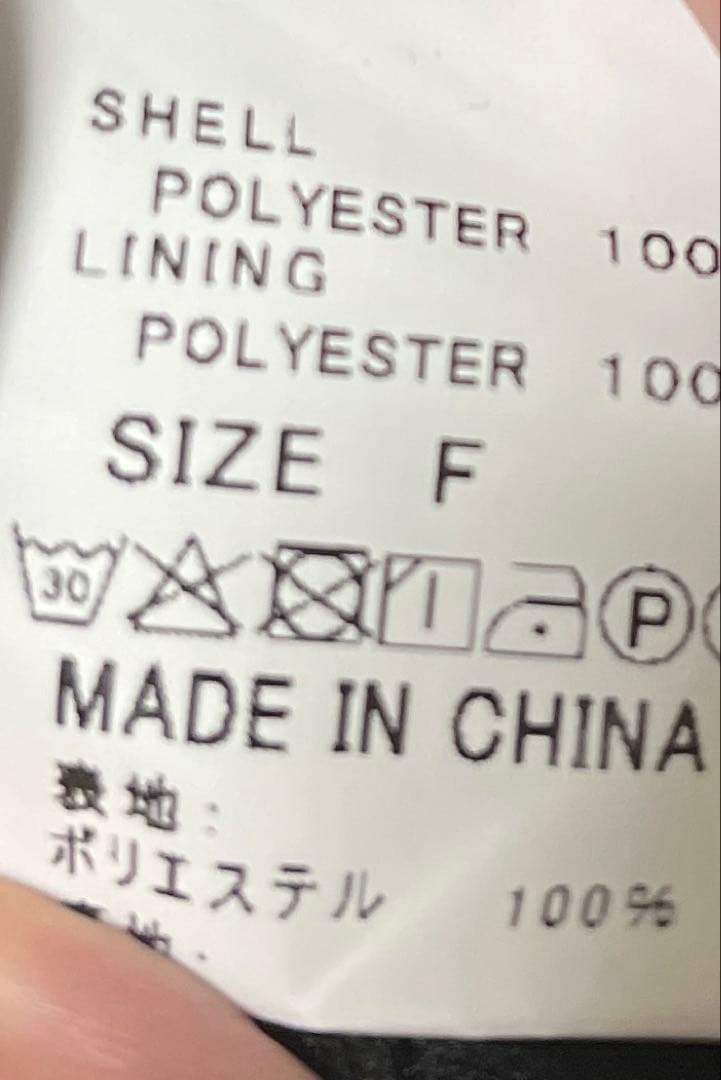 SHELL
POLYESTER 100
LINING
POLYESTER 100
SIZE F
30 P
MADE IN CHINA
表地:
ポリエステル 100%